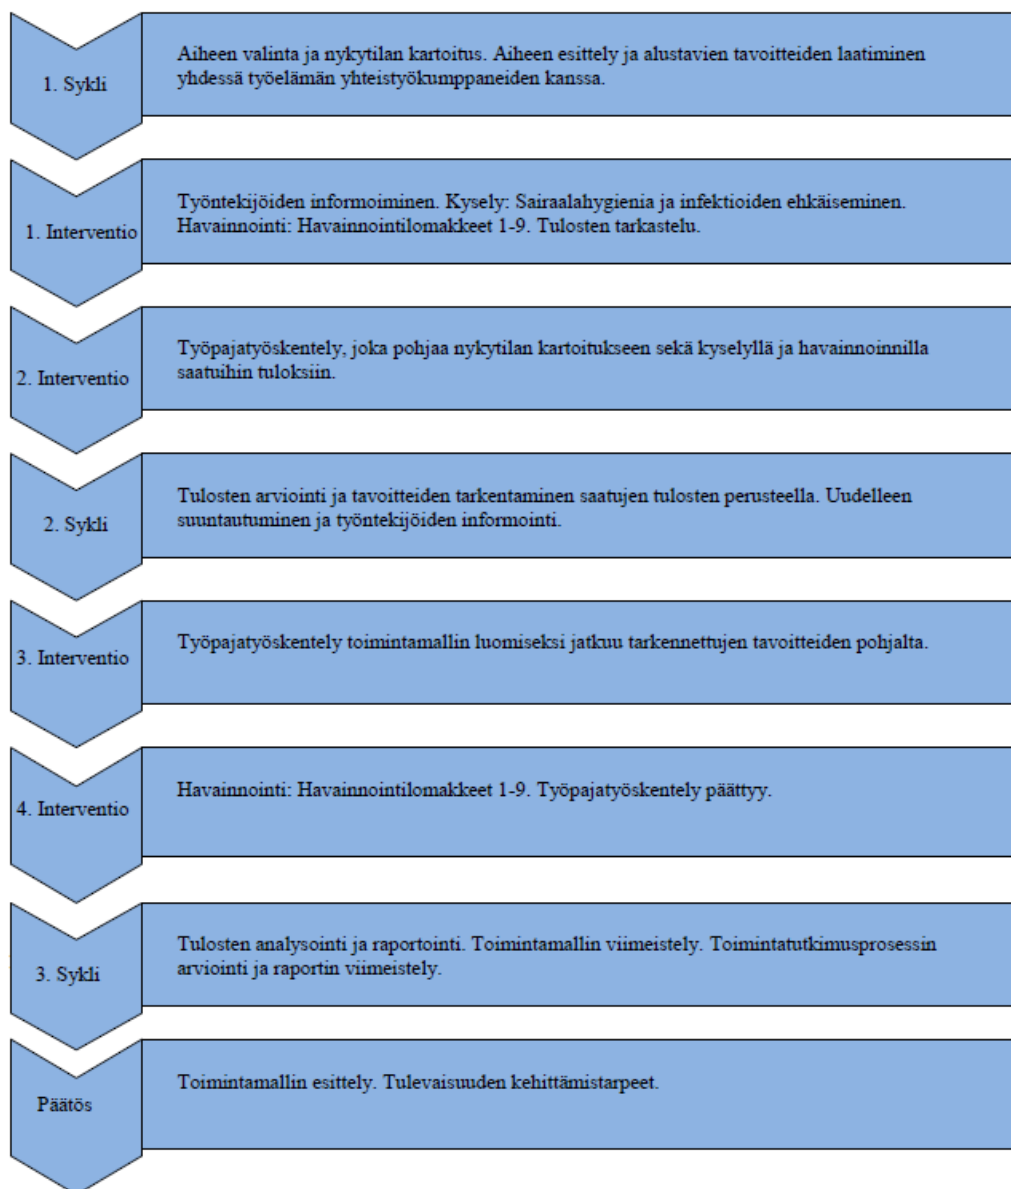 1. Sykli
Aiheen valinta ja nykytilan kartoitus. Aiheen esittely ja alustavien tavoitteiden laatiminen
yhdessä työelämän yhteistyökumppaneiden kanssa.
1. Interventio
Työntekijöiden informoiminen. Kysely: Sairaalahygienia ja infektioiden ehkäiseminen.
Havainnointi: Havainnointilomakkeet 1-9. Tulosten tarkastelu.
2. Interventio
Työpajatyöskentely, joka pohjaa nykytilan kartoitukseen sekä kyselyllä ja havainnoinnilla
saatuihin tuloksiin.
2. Sykli
Tulosten arviointi ja tavoitteiden tarkentaminen saatujen tulosten perusteella. Uudelleen
suuntautuminen ja työntekijöiden informointi.
3. Interventio
Työpajatyöskentely toimintamallin luomiseksi jatkuu tarkennettujen tavoitteiden pohjalta.
4. Interventio
Havainnointi: Havainnointilomakkeet 1-9. Työpajatyöskentely päättyy.
3. Sykli
Tulosten analysointi ja raportointi. Toimintamallin viimeistely. Toimintatutkimusprosessin
arviointi ja raportin viimeistely.
Päätös
Toimintamallin esittely. Tulevaisuuden kehittämistarpeet.